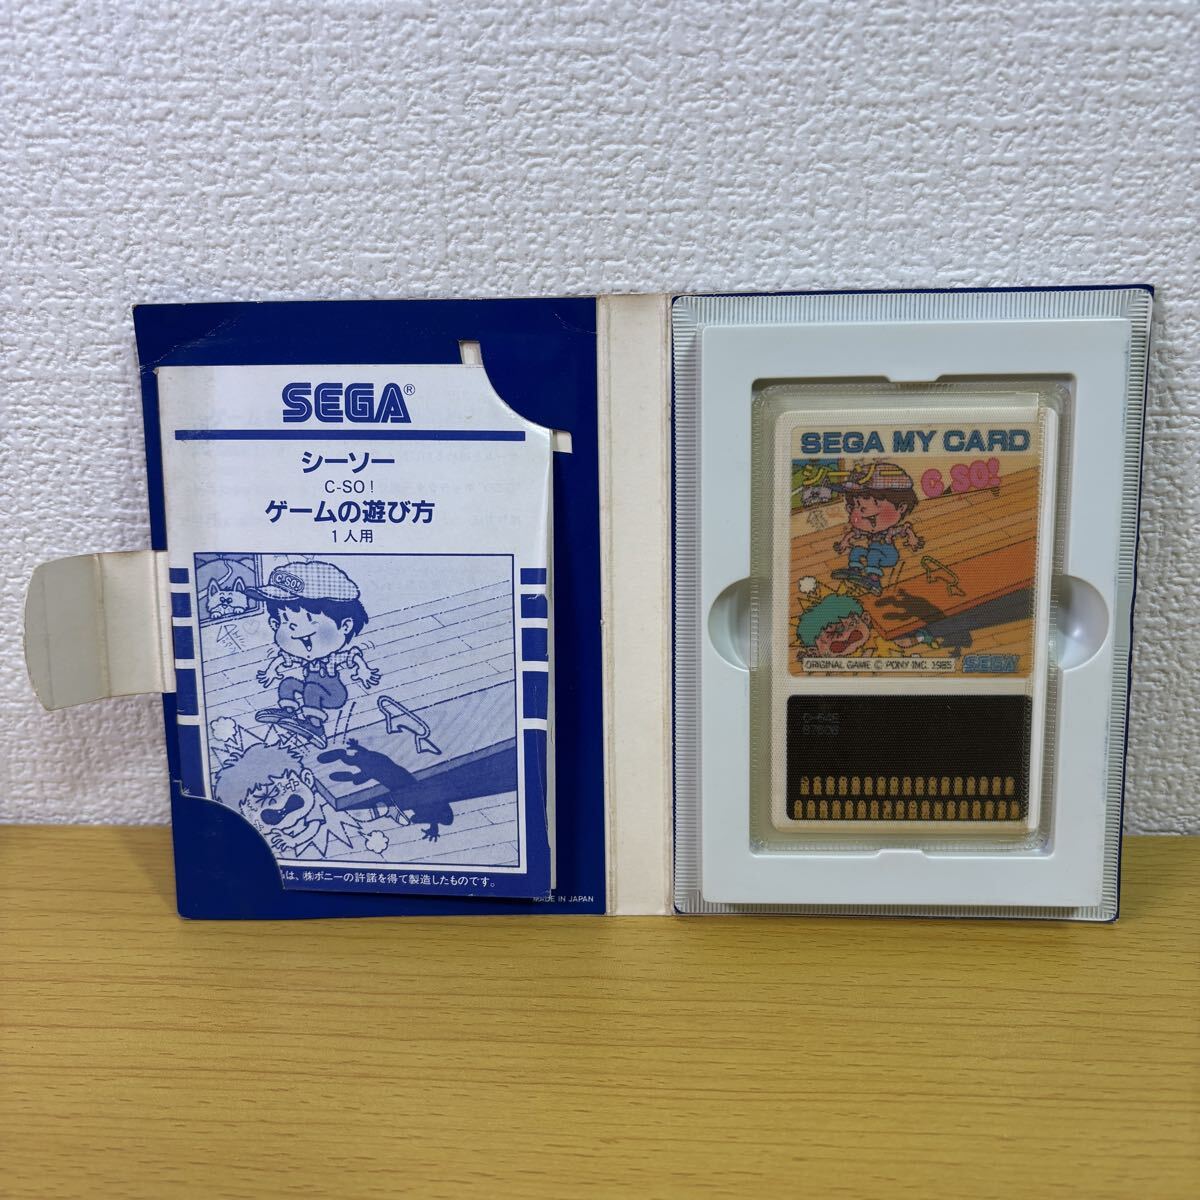 SEGA®
シーソー
C-SO!
ゲームの遊び方
1人用
C-SO!
は、㈱ポニーの許諾を得て製造したものです。
MADE IN JAPAN
SEGA MY CARD
シーソー
C SO!
ORIGINAL GAME © PONY INC. 1985
SEGA